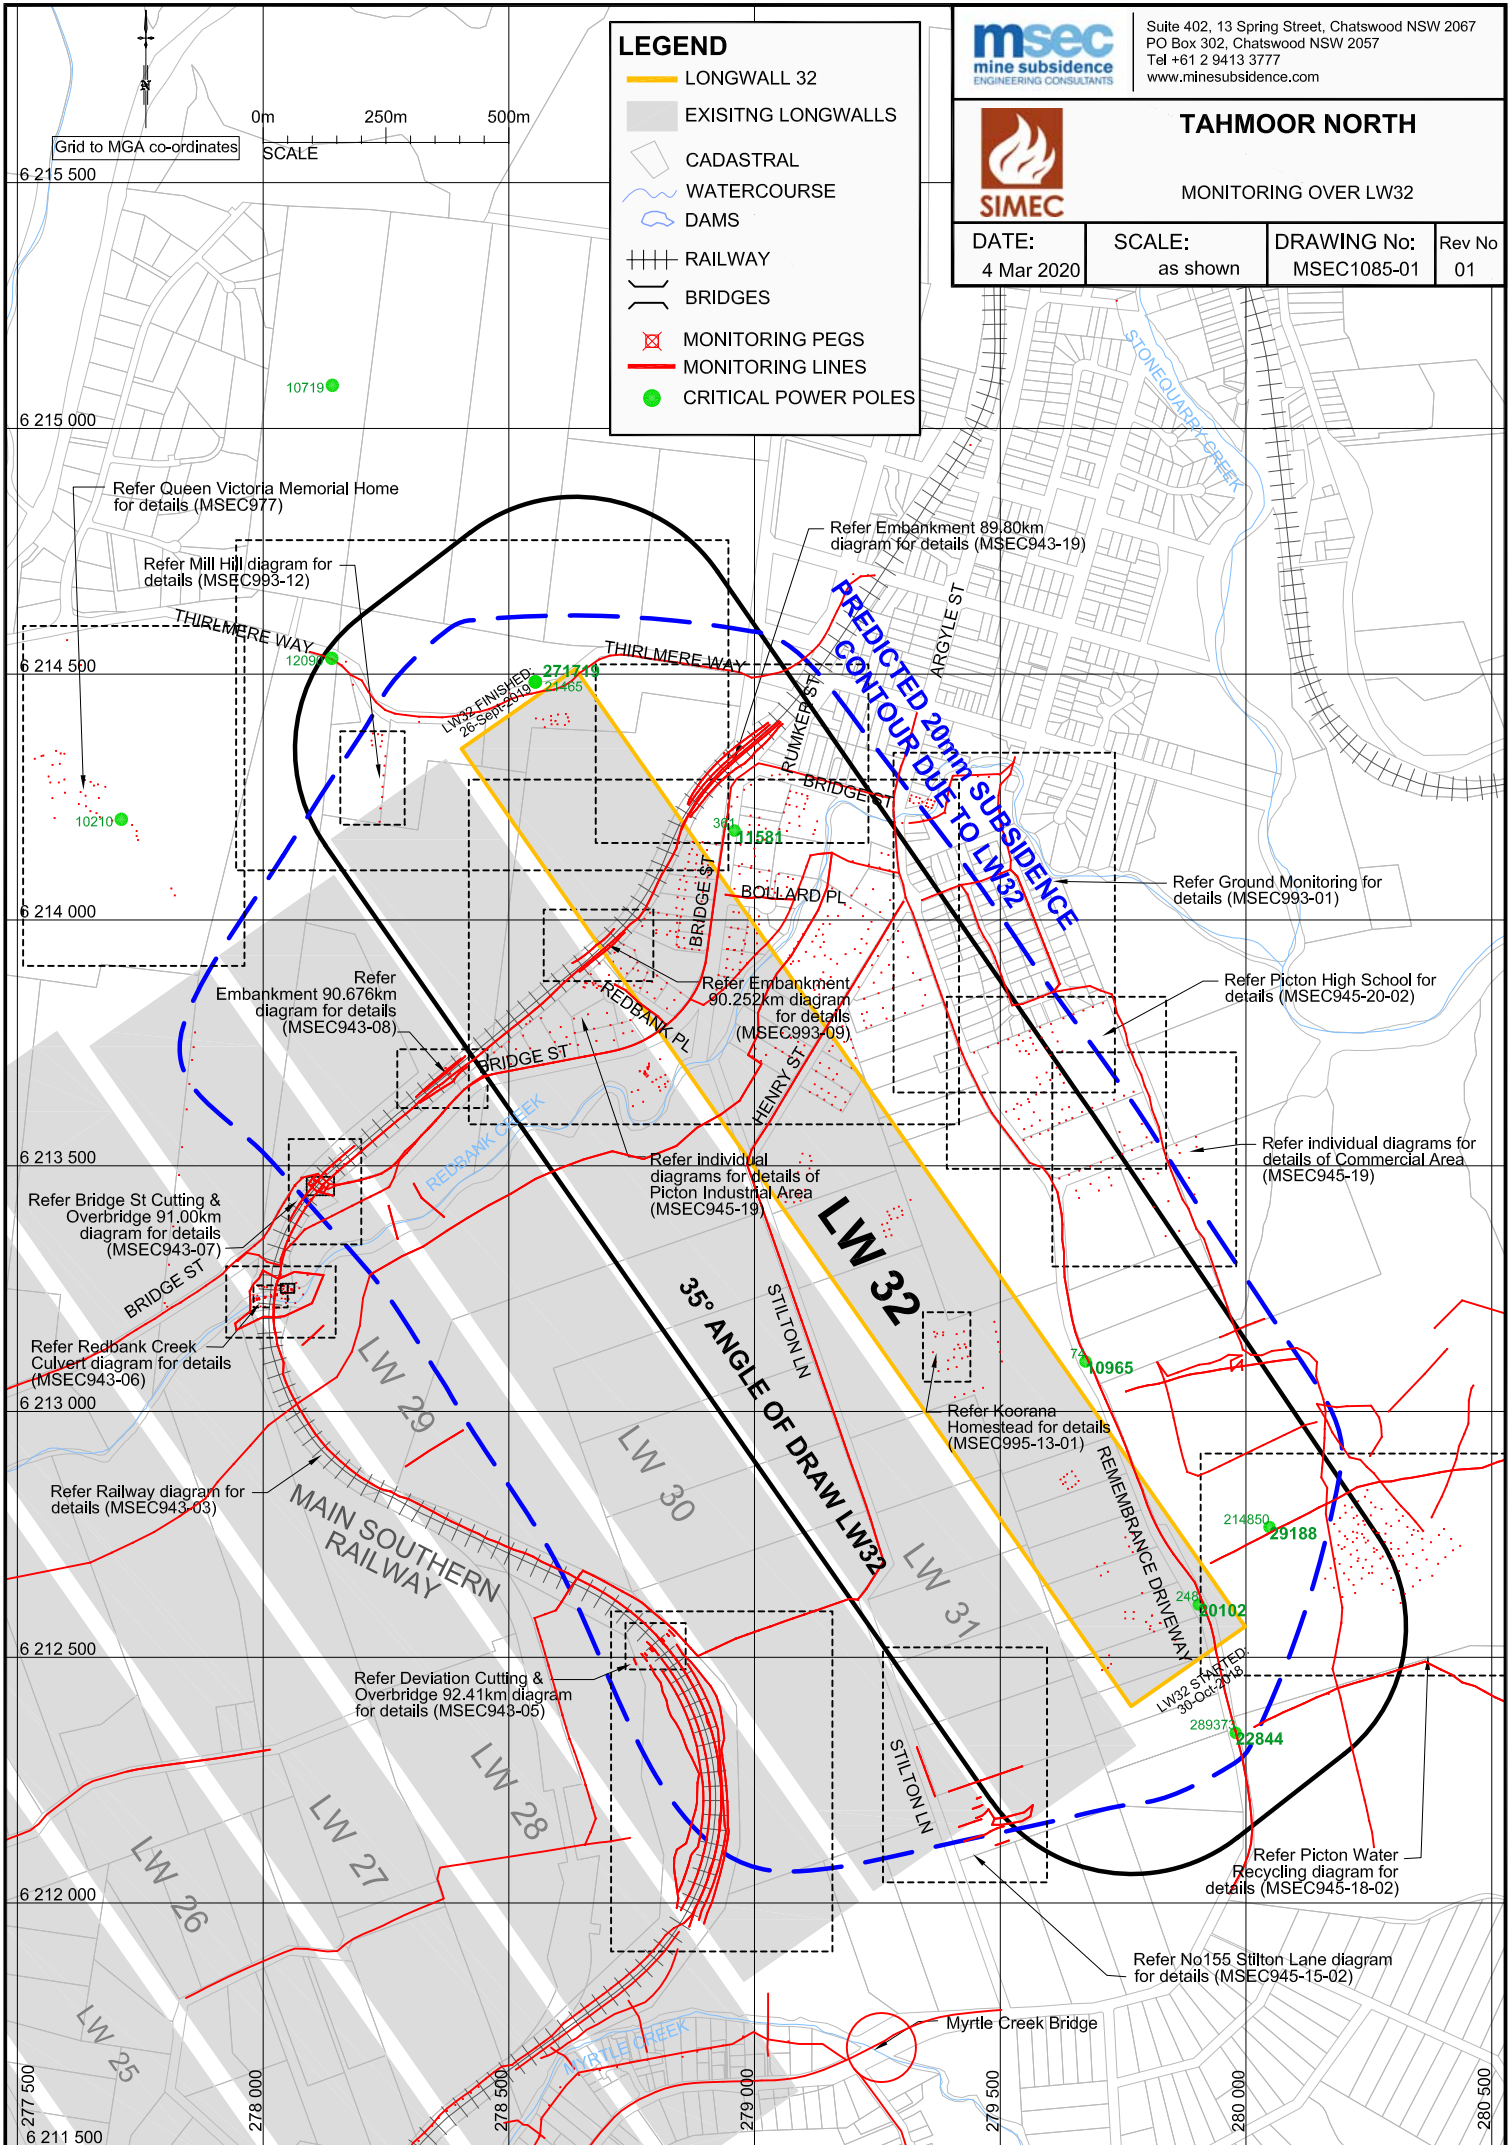 LEGEND
LONGWALL 32
EXISITNG LONGWALLS
CADASTRAL
WATERCOURSE
DAMS
RAILWAY
BRIDGES
MONITORING PEGS
MONITORING LINES
CRITICAL POWER POLES
msec
mine subsidence
ENGINEERING CONSULTANTS
Suite 402, 13 Spring Street, Chatswood NSW 2067
PO Box 302, Chatswood NSW 2057
Tel +61 2 9413 3777
www.minesubsidence.com
SIMEC
TAHMOOR NORTH
MONITORING OVER LW32
DATE:
4 Mar 2020
SCALE:
as shown
DRAWING No:
MSEC1085-01
Rev No
01
N
Grid to MGA co-ordinates
0m
250m
500m
SCALE
6 215 500
6 215 000
6 214 500
6 214 000
6 213 500
6 213 000
6 212 500
6 212 000
6 211 500
277 500
278 000
278 500
279 000
279 500
280 000
280 500
STONEQUARRY CREEK
10719
Refer Queen Victoria Memorial Home
for details (MSEC977)
Refer Mill Hill diagram for
details (MSEC993-12)
Refer Embankment 89.80km
diagram for details (MSEC943-19)
THIRLMERE WAY
12096
THIRLMERE WAY
271719
21465
LW32 FINISHED:
26-Sept-2019
RUMKER ST
ARGYLE ST
PREDICTED 20mm SUBSIDENCE
CONTOUR DUE TO LW32
BRIDGE ST
10210
361
11581
BRIDGE ST
BOLLARD PL
Refer Ground Monitoring for
details (MSEC993-01)
Refer
Embankment 90.676km
diagram for details
(MSEC943-08)
Refer Embankment
90.252km diagram
for details
(MSEC993-09)
Refer Picton High School for
details (MSEC945-20-02)
REDBANK PL
BRIDGE ST
HENRY ST
REDBANK CREEK
Refer individual
diagrams for details of
Picton Industrial Area
(MSEC945-19)
Refer individual diagrams for
details of Commercial Area
(MSEC945-19)
Refer Bridge St Cutting &
Overbridge 91.00km
diagram for details
(MSEC943-07)
BRIDGE ST
LW 32
35° ANGLE OF DRAW LW32
STILTON LN
Refer Redbank Creek
Culvert diagram for details
(MSEC943-06)
LW 29
74
10965
Refer Koorana
Homestead for details
(MSEC995-13-01)
LW 30
REMEMBRANCE DRIVEWAY
Refer Railway diagram for
details (MSEC943-03)
MAIN SOUTHERN
RAILWAY
214850
29188
LW 31
248
20102
Refer Deviation Cutting &
Overbridge 92.41km diagram
for details (MSEC943-05)
LW32 STARTED:
30-Oct-2018
289373
22844
STILTON LN
LW 28
LW 27
LW 26
LW 25
Refer Picton Water
Recycling diagram for
details (MSEC945-18-02)
Refer No155 Stilton Lane diagram
for details (MSEC945-15-02)
Myrtle Creek Bridge
MYRTLE CREEK